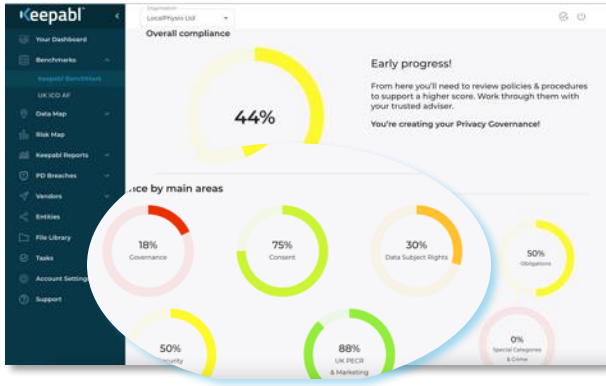 Keepabl
Organisation
LocalPhysio Ltd
Your Dashboard
Benchmarks
Keepabl Benchmark
UK ICO AF
Data Map
Risk Map
Keepabl Reports
PD Breaches
Vendors
Entities
File Library
Tasks
Account Settings
Support
Overall compliance
44%
Early progress!
From here you'll need to review policies & procedures
to support a higher score. Work through them with
your trusted adviser.
You're creating your Privacy Governance!
nce by main areas
18%
Governance
75%
Consent
30%
Data Subject Rights
50%
Obligations
50%
ecurity
88%
UK PECR
& Marketing
0%
Special Categories
& Crime